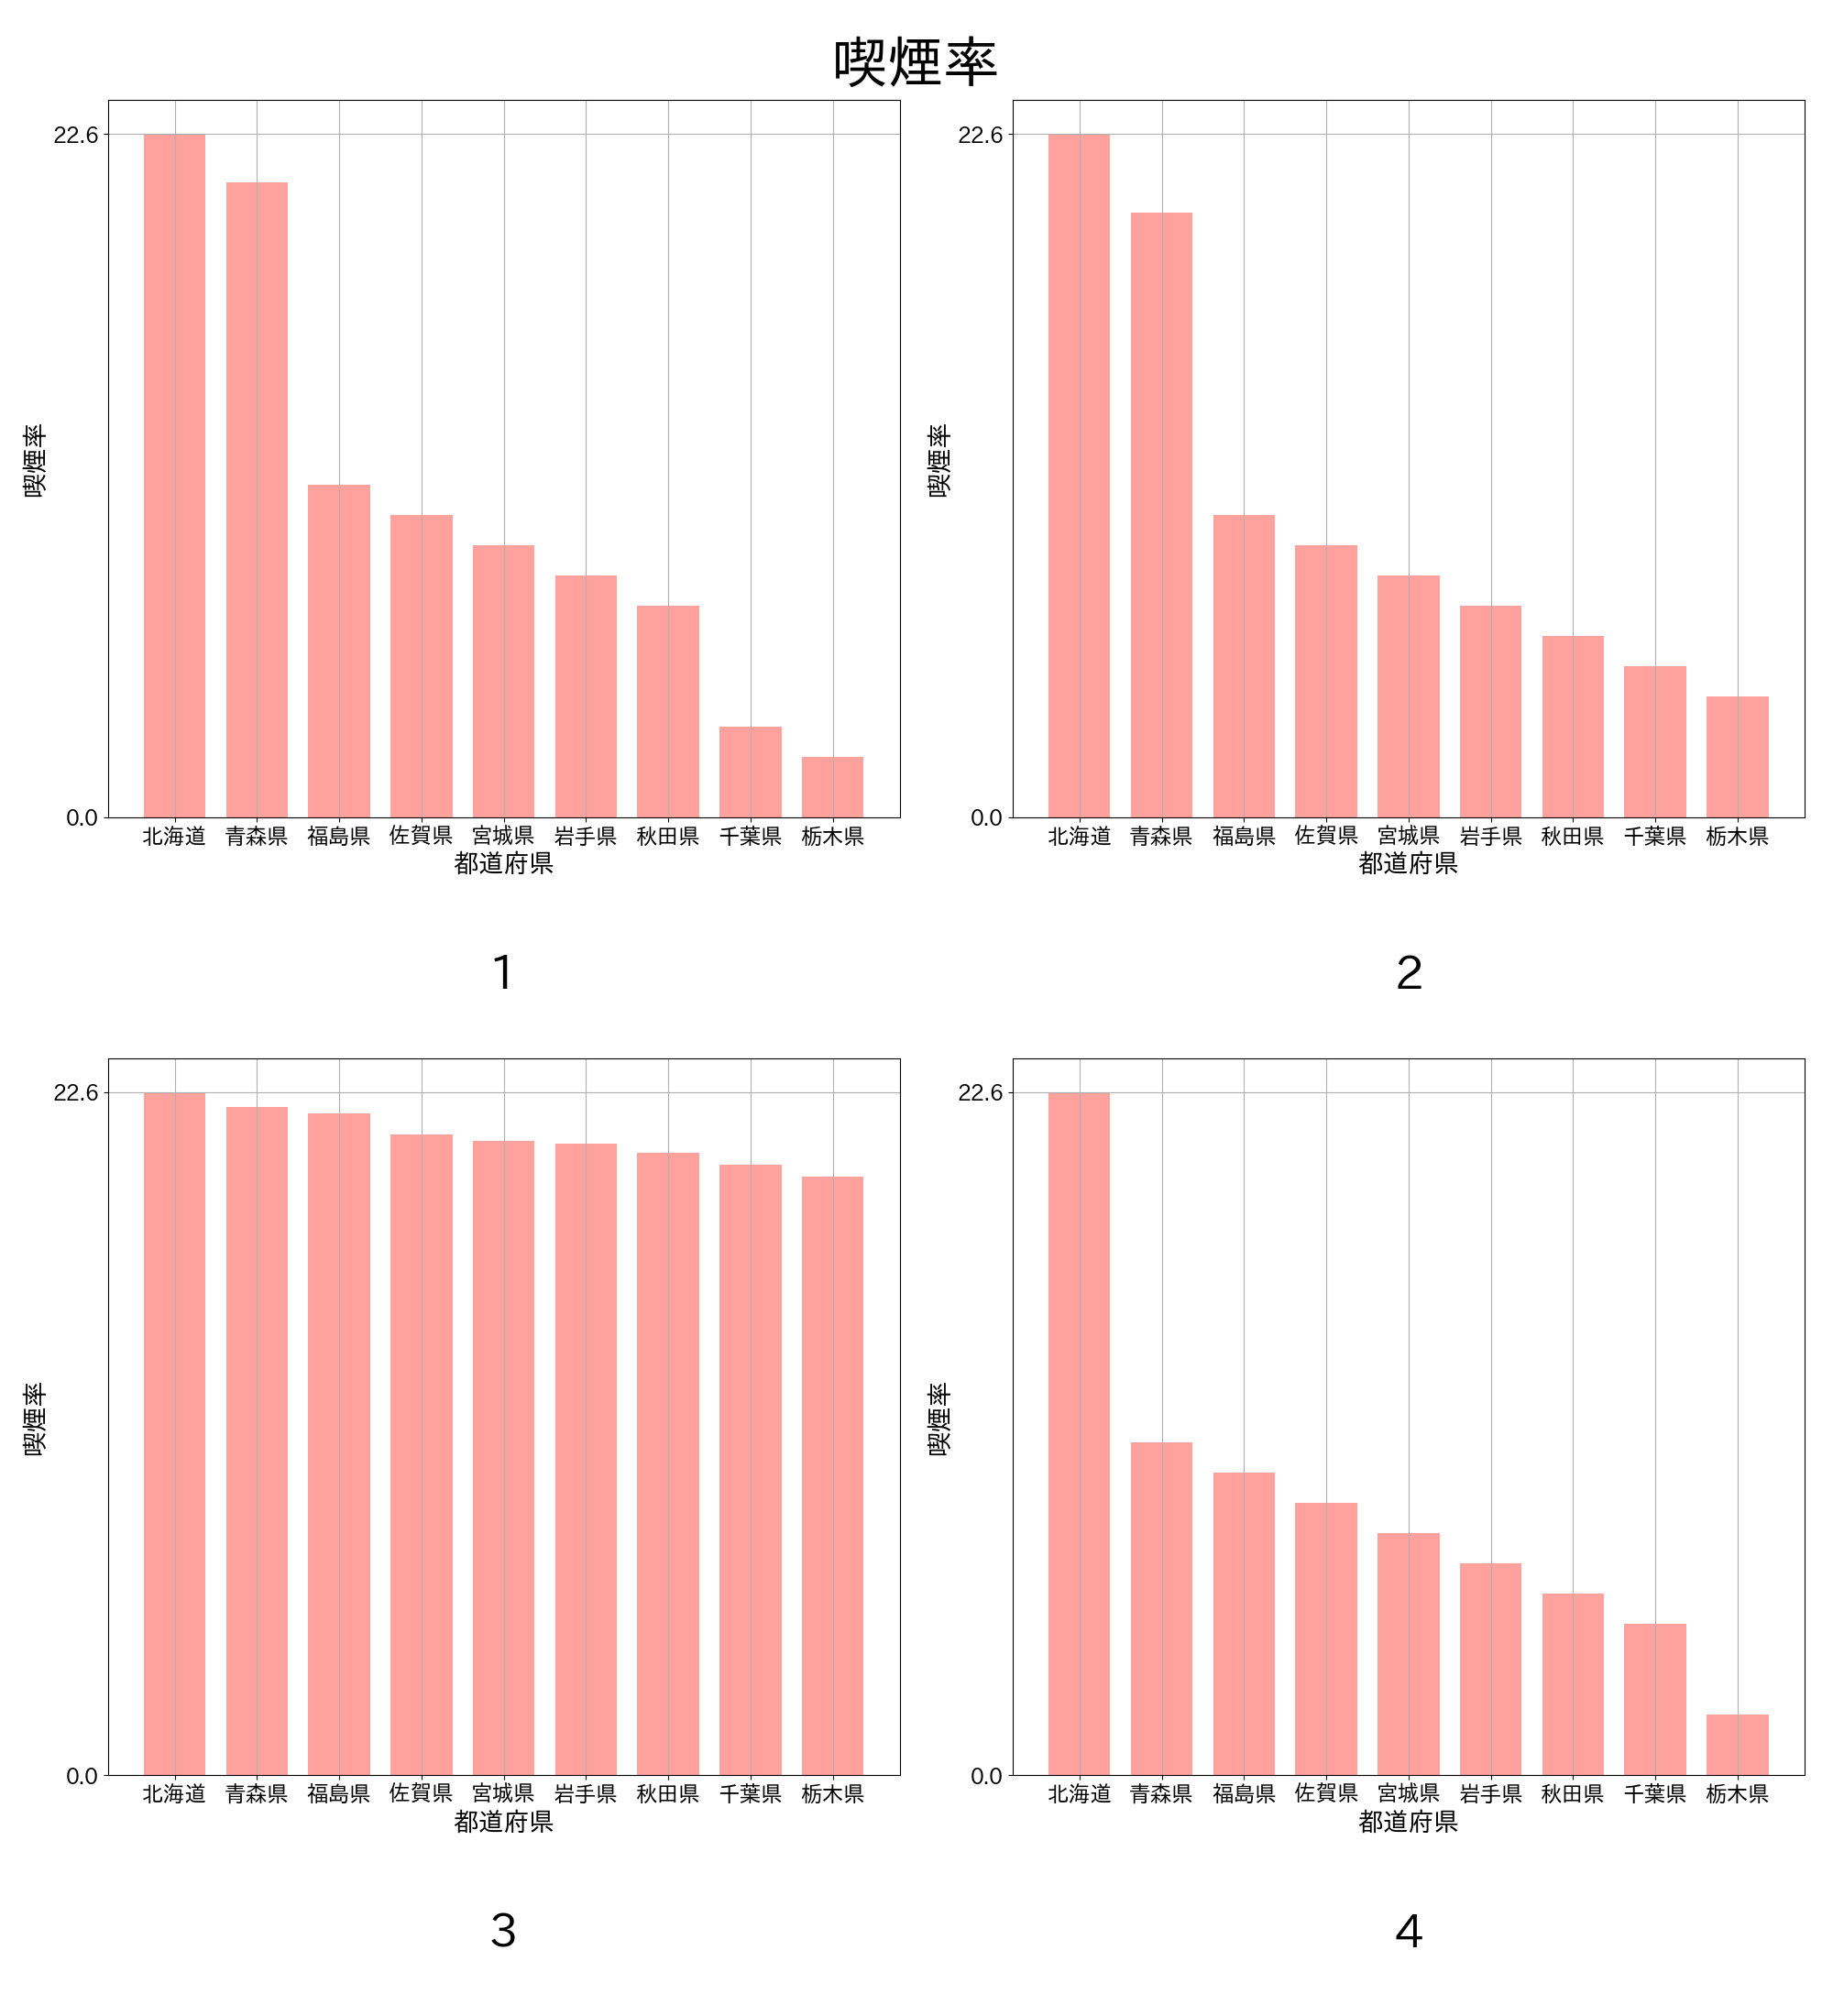 喫煙率
22.6
喫煙率
0.0
北海道 青森県 福島県 佐賀県 宮城県 岩手県 秋田県 千葉県 栃木県
都道府県
1
22.6
喫煙率
0.0
北海道 青森県 福島県 佐賀県 宮城県 岩手県 秋田県 千葉県 栃木県
都道府県
2
22.6
喫煙率
0.0
北海道 青森県 福島県 佐賀県 宮城県 岩手県 秋田県 千葉県 栃木県
都道府県
3
22.6
喫煙率
0.0
北海道 青森県 福島県 佐賀県 宮城県 岩手県 秋田県 千葉県 栃木県
都道府県
4